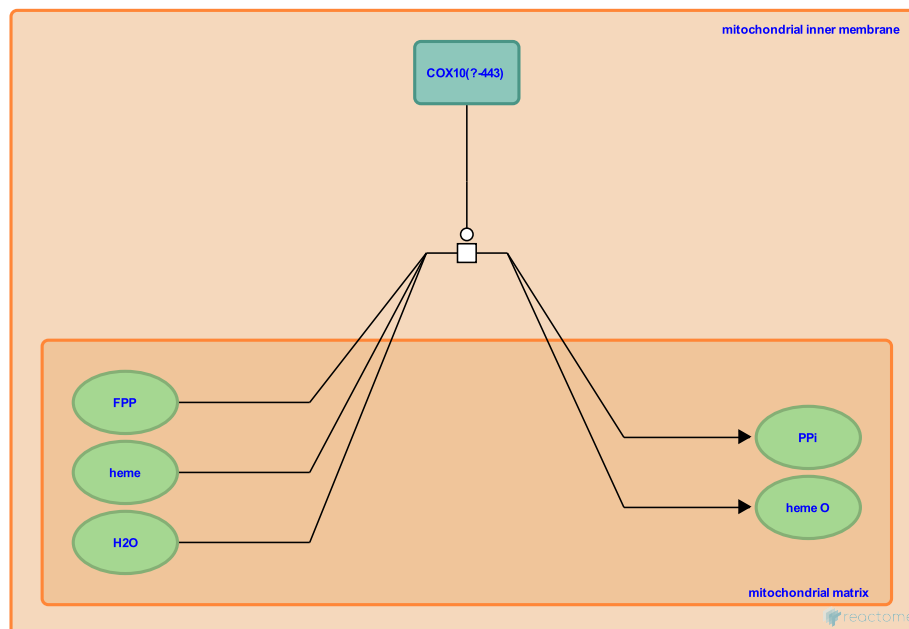 mitochondrial inner membrane
COX10(?-443)
FPP
heme
H2O
PPi
heme O
mitochondrial matrix
reactome